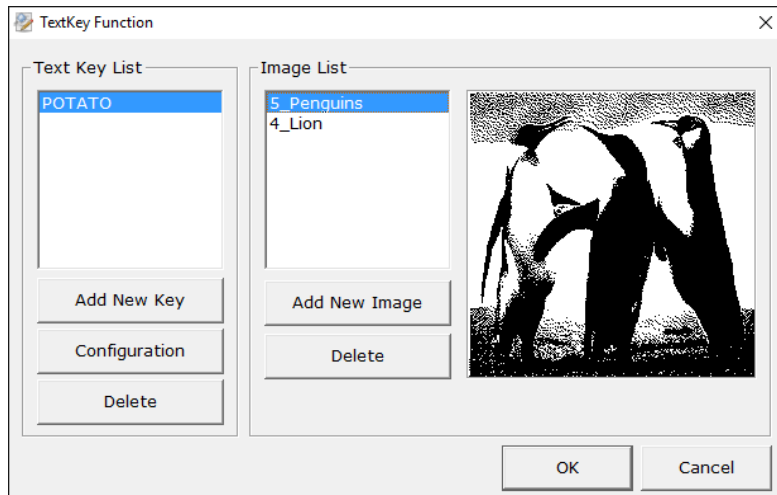 TextKey Function
Text Key List
POTATO
Add New Key
Configuration
Delete
Image List
5_Penguins
4_Lion
Add New Image
Delete
OK
Cancel